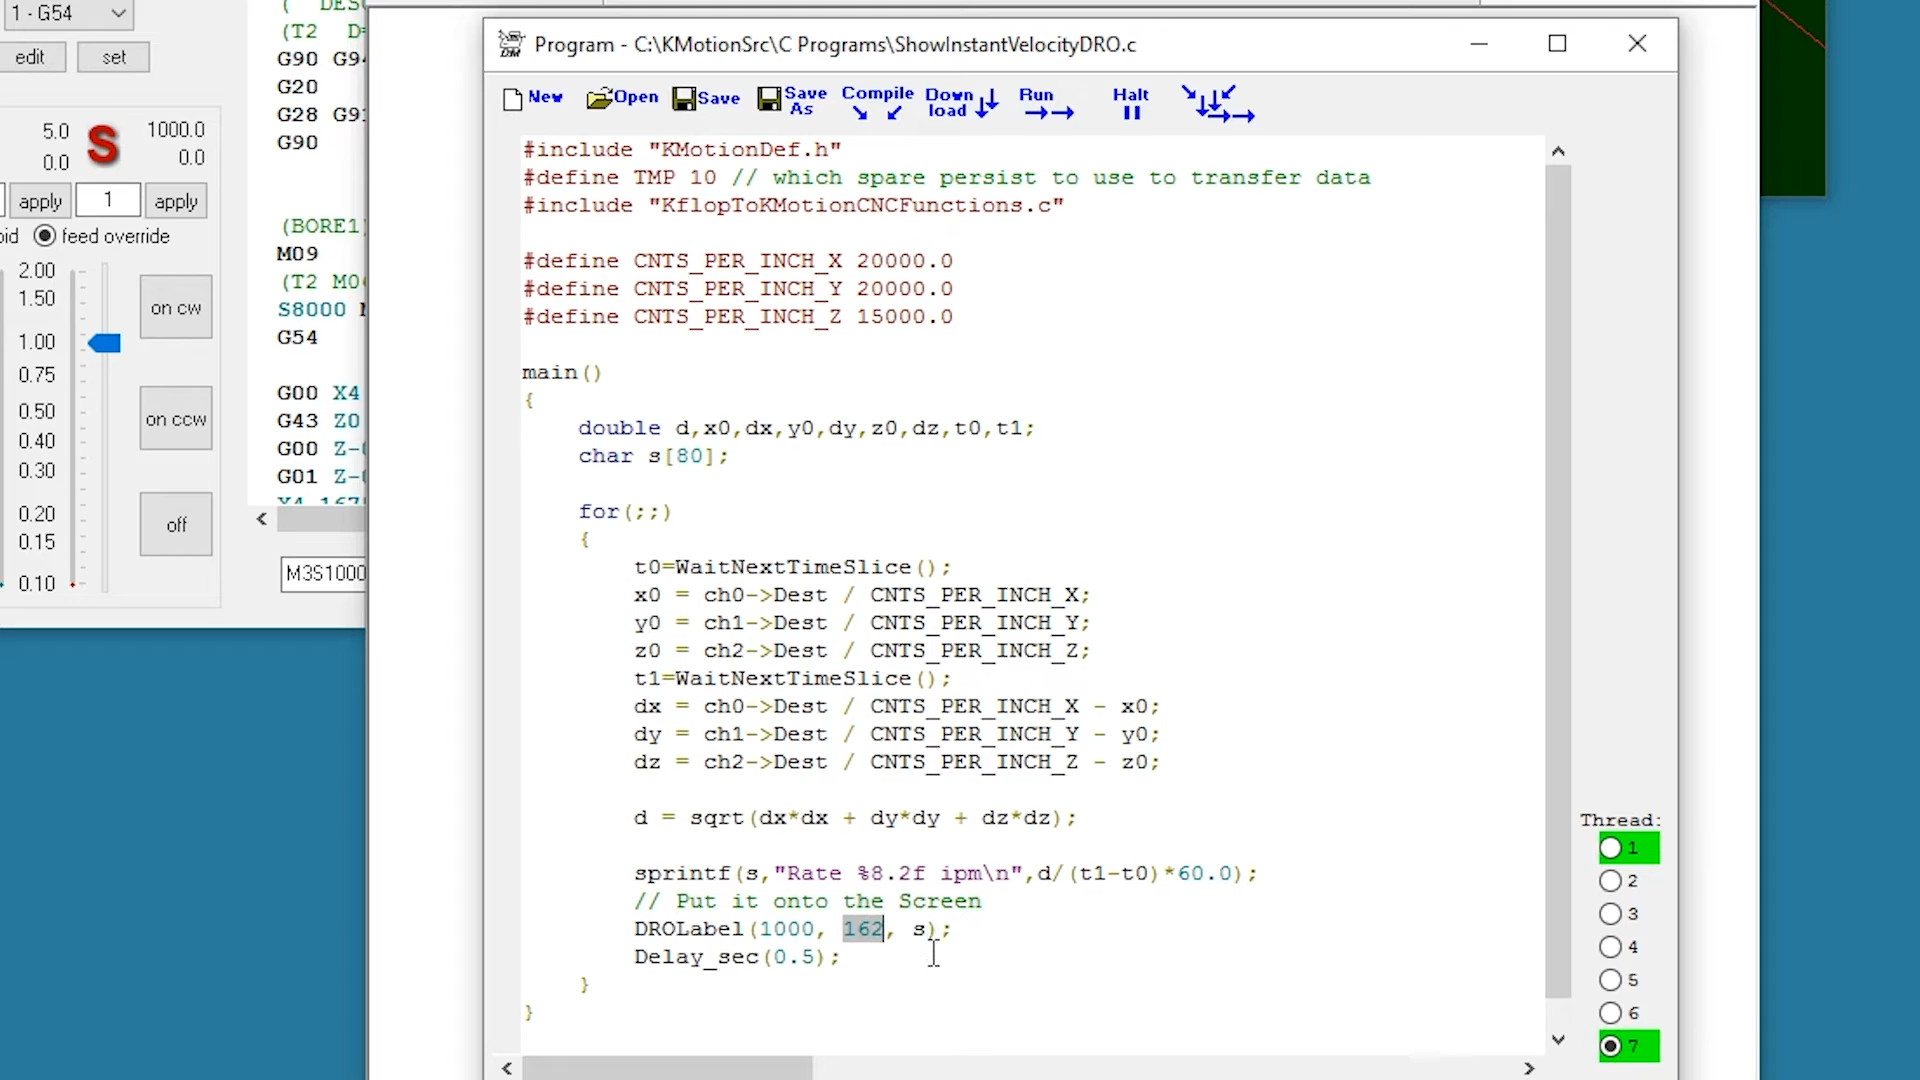 1 - G54
edit
set
5.0
0.0
S
1000.0
0.0
apply
1
apply
feed override
2.00
1.50
1.00
0.75
0.50
0.40
0.30
0.20
0.15
0.10
on cw
on ccw
off
(T2
G90
G20
G28
G90
(BORE1)
M09
(T2
S8000
G54
G00 X4
G43 Z0
G00
G01
M3S1000
Program - C:\KMotionSrc\C Programs\ShowInstantVelocityDRO.c
New
Open
Save
Save As
Compile
Down load
Run
Halt
#include "KMotionDef.h"
#define TMP 10 // which spare persist to use to transfer data
#include "KflopToKMotionCNCFunctions.c"
#define CNTS_PER_INCH_X 20000.0
#define CNTS_PER_INCH_Y 20000.0
#define CNTS_PER_INCH_Z 15000.0
main()
{
double d,x0,dx,y0,dy,z0,dz,t0,t1;
char s[80];
for(;;)
{
t0=WaitNextTimeSlice();
x0 = ch0->Dest / CNTS_PER_INCH_X;
y0 = ch1->Dest / CNTS_PER_INCH_Y;
z0 = ch2->Dest / CNTS_PER_INCH_Z;
t1=WaitNextTimeSlice();
dx = ch0->Dest / CNTS_PER_INCH_X - x0;
dy = ch1->Dest / CNTS_PER_INCH_Y - y0;
dz = ch2->Dest / CNTS_PER_INCH_Z - z0;
d = sqrt(dx*dx + dy*dy + dz*dz);
sprintf(s,"Rate %8.2f ipm\n",d/(t1-t0)*60.0);
// Put it onto the Screen
DROLabel(1000, 162, s);
Delay_sec(0.5);
}
}
Thread:
1
2
3
4
5
6
7